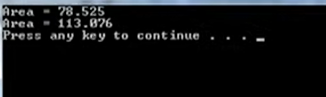 Area = 78.525
Area = 113.076
Press any key to continue . . . _